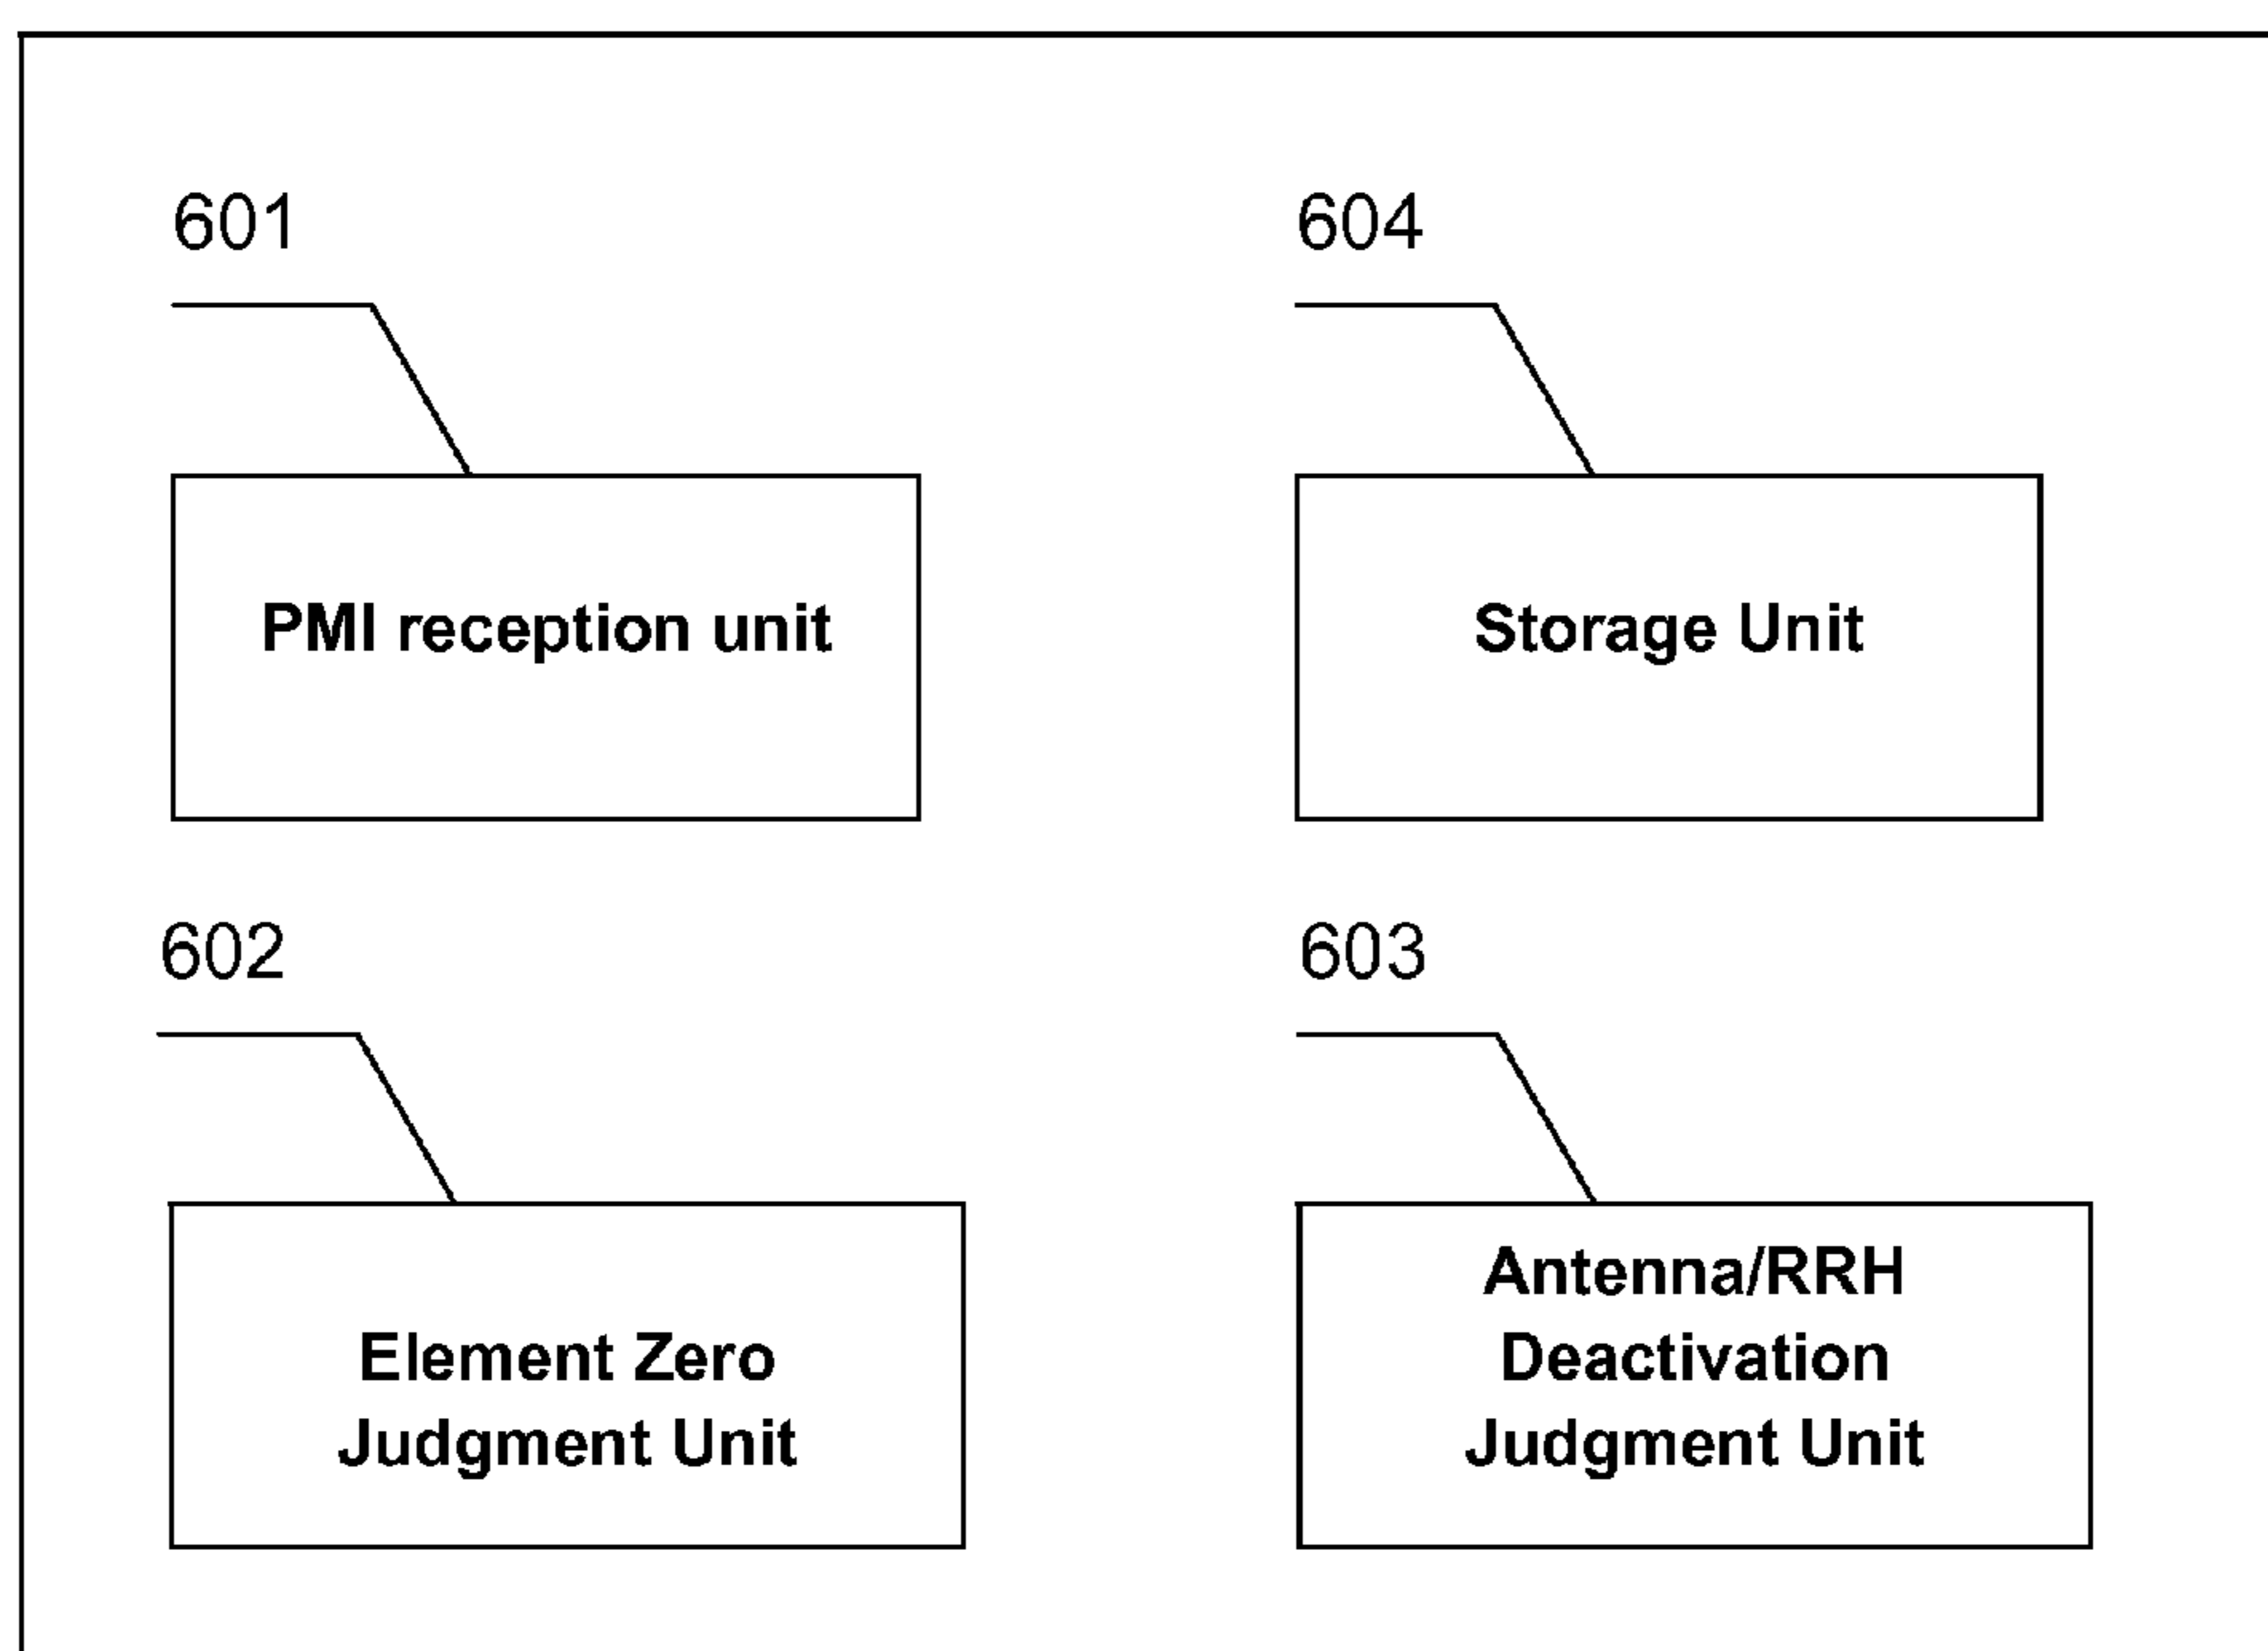 601
604
PMI reception unit
Storage Unit
602
603
Element Zero
Judgment Unit
Antenna/RRH
Deactivation
Judgment Unit